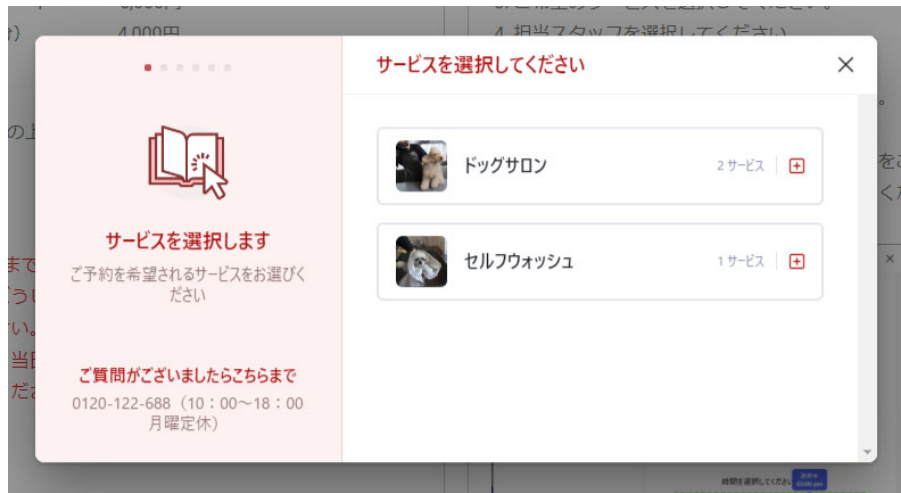 4,000円
4. 担当スタッフを選択してください
サービスを選択してください
ドッグサロン
2 サービス
セルフウォッシュ
1 サービス
サービスを選択します
ご予約を希望されるサービスをお選びく
ださい
ご質問がございましたらこちらまで
0120-122-688（10：00～18：00
月曜定休）
時間を選択してください